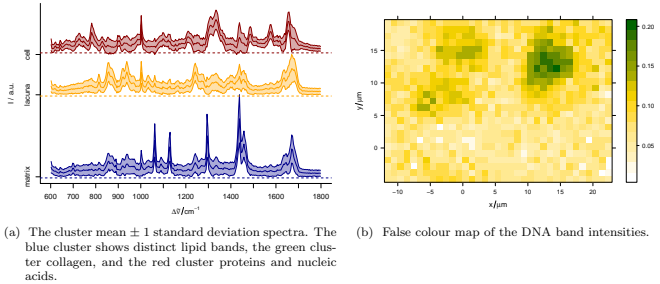 cell
lacuna
matrix
I / a.u.
600 700 800 900 1000 1200 1400 1600 1800
Δν̃/cm⁻¹
15
10
5
0
y/μm
−10 −5 0 5 10 15 20
x/μm
0.20
0.15
0.10
0.05
(a) The cluster mean ± 1 standard deviation spectra. The
blue cluster shows distinct lipid bands, the green clus-
ter collagen, and the red cluster proteins and nucleic
acids.
(b) False colour map of the DNA band intensities.